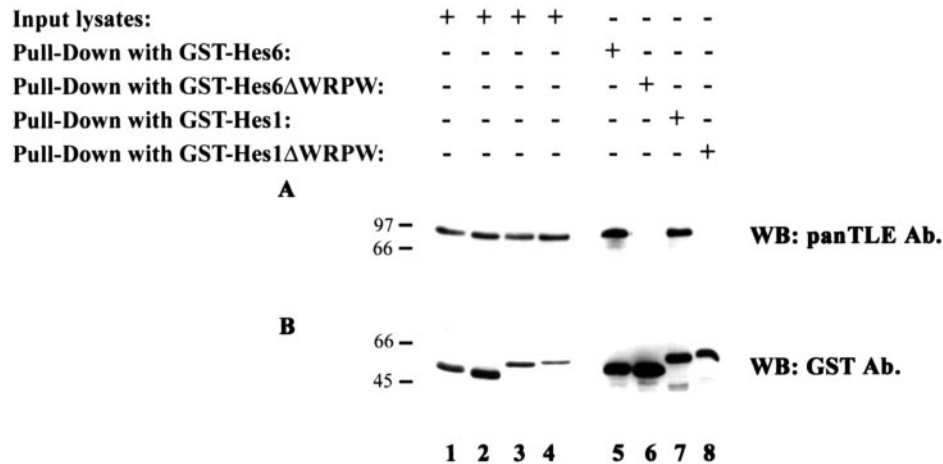 Input lysates: + + + + - - - -
Pull-Down with GST-Hes6: - - - - + - - -
Pull-Down with GST-Hes6ΔWRPW: - - - - - + - -
Pull-Down with GST-Hes1: - - - - - - + -
Pull-Down with GST-Hes1ΔWRPW: - - - - - - - +
A
97 –
66 –
WB: panTLE Ab.
B
66 –
45 –
WB: GST Ab.
1 2 3 4 5 6 7 8